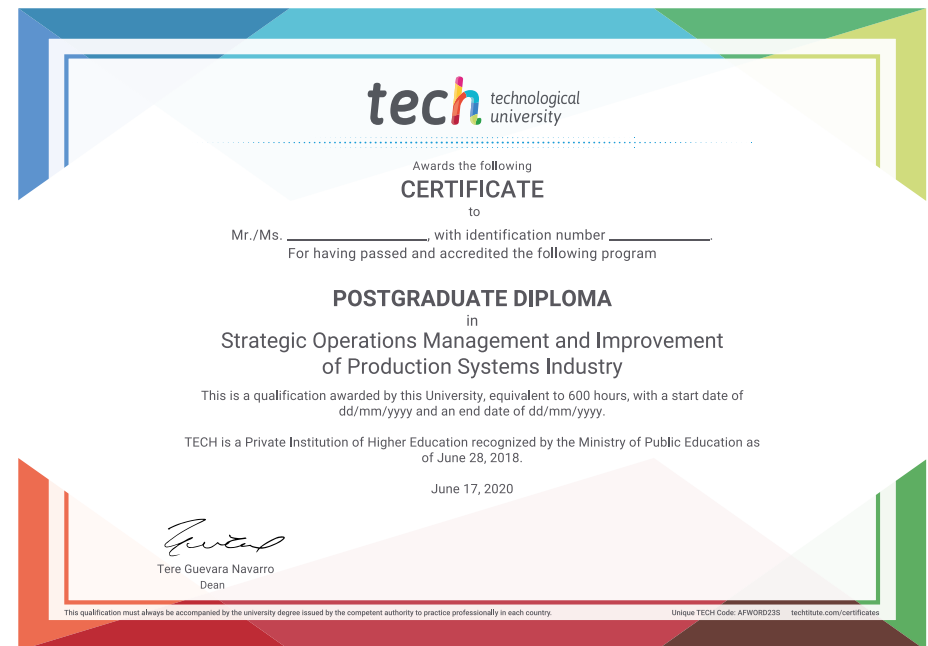 tech technological
university
Awards the following
CERTIFICATE
to
Mr./Ms. ____________________, with identification number ______________.
For having passed and accredited the following program
POSTGRADUATE DIPLOMA
in
Strategic Operations Management and Improvement
of Production Systems Industry
This is a qualification awarded by this University, equivalent to 600 hours, with a start date of
dd/mm/yyyy and an end date of dd/mm/yyyy.
TECH is a Private Institution of Higher Education recognized by the Ministry of Public Education as
of June 28, 2018.
June 17, 2020
Tere Guevara Navarro
Dean
This qualification must always be accompanied by the university degree issued by the competent authority to practice professionally in each country.
Unique TECH Code: AFWORD23S techtitute.com/certificates